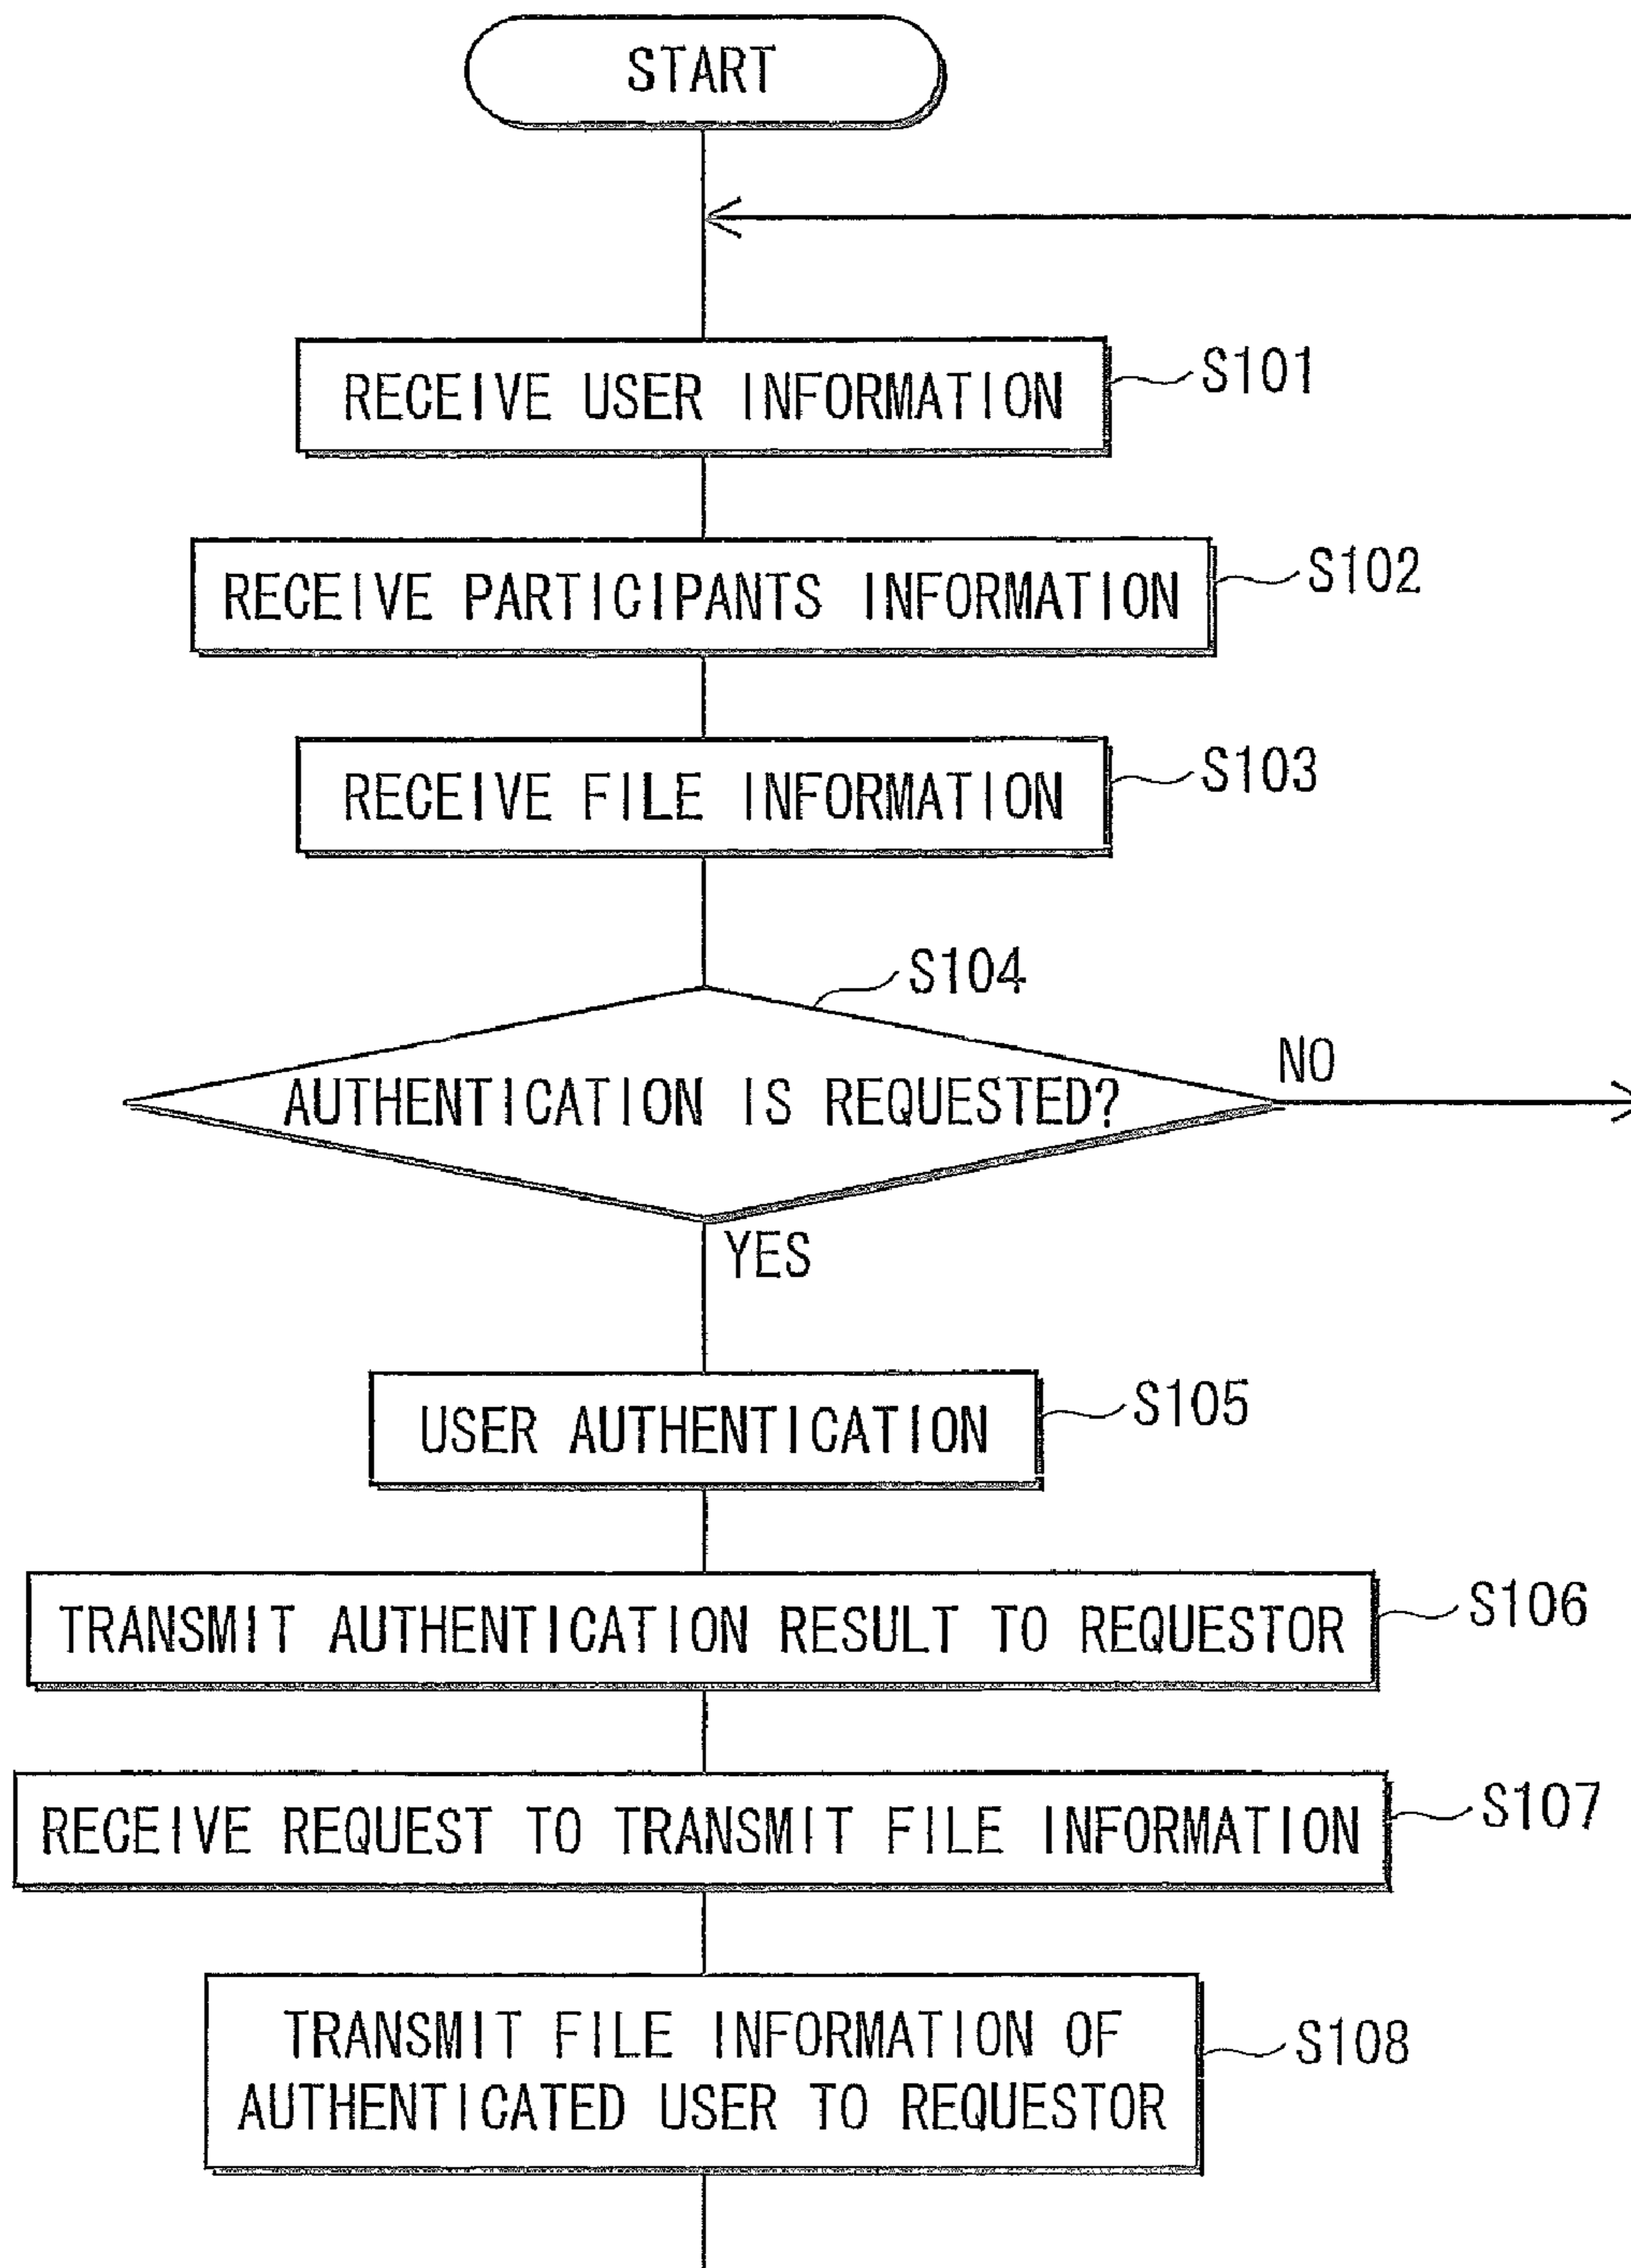 START
RECEIVE USER INFORMATION
S101
RECEIVE PARTICIPANTS INFORMATION
S102
RECEIVE FILE INFORMATION
S103
S104
AUTHENTICATION IS REQUESTED?
NO
YES
USER AUTHENTICATION
S105
TRANSMIT AUTHENTICATION RESULT TO REQUESTOR
S106
RECEIVE REQUEST TO TRANSMIT FILE INFORMATION
S107
TRANSMIT FILE INFORMATION OF
AUTHENTICATED USER TO REQUESTOR
S108